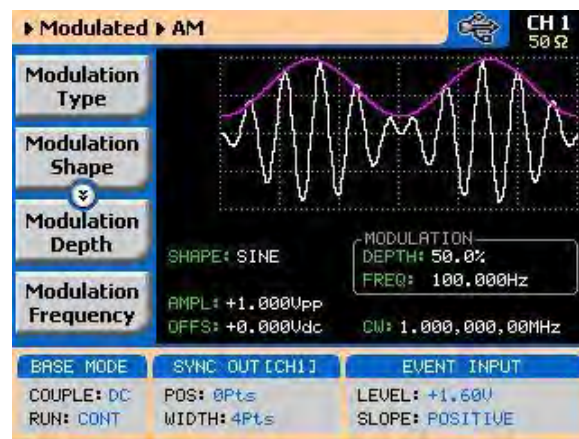 Modulated AM
CH 1
50 Ω
Modulation
Type
Modulation
Shape
Modulation
Depth
Modulation
Frequency
SHAPE: SINE
AMPL: +1.000Vpp
OFFS: +0.000Vdc
MODULATION
DEPTH: 50.0%
FREQ: 100.000Hz
CW: 1.000,000,00MHz
BASE MODE
COUPLE: DC
RUN: CONT
SYNC OUT[CH1]
POS: 0Pts
WIDTH: 4Pts
EVENT INPUT
LEVEL: +1.60V
SLOPE: POSITIVE